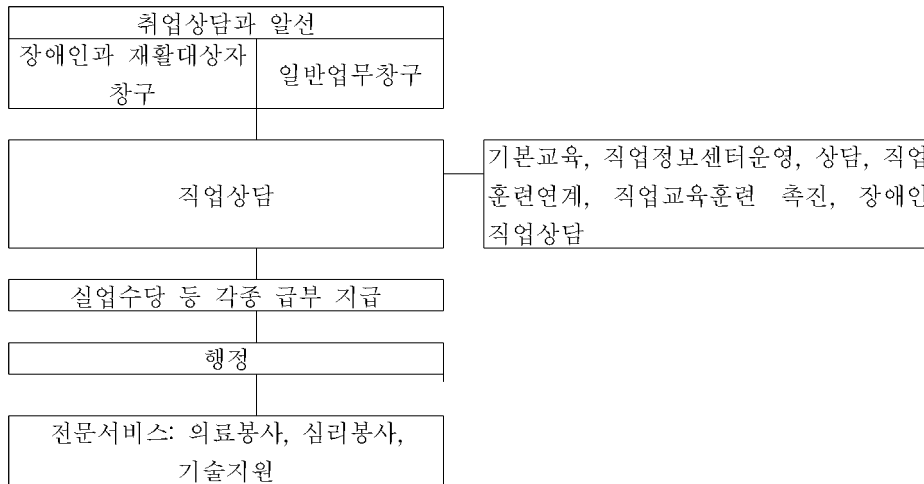 취업상담과 알선
장애인과 재활대상자
창구
일반업무창구
직업상담
기본교육, 직업정보센터운영, 상담, 직업
훈련연계, 직업교육훈련 촉진, 장애인
직업상담
실업수당 등 각종 급부 지급
행정
전문서비스: 의료봉사, 심리봉사,
기술지원